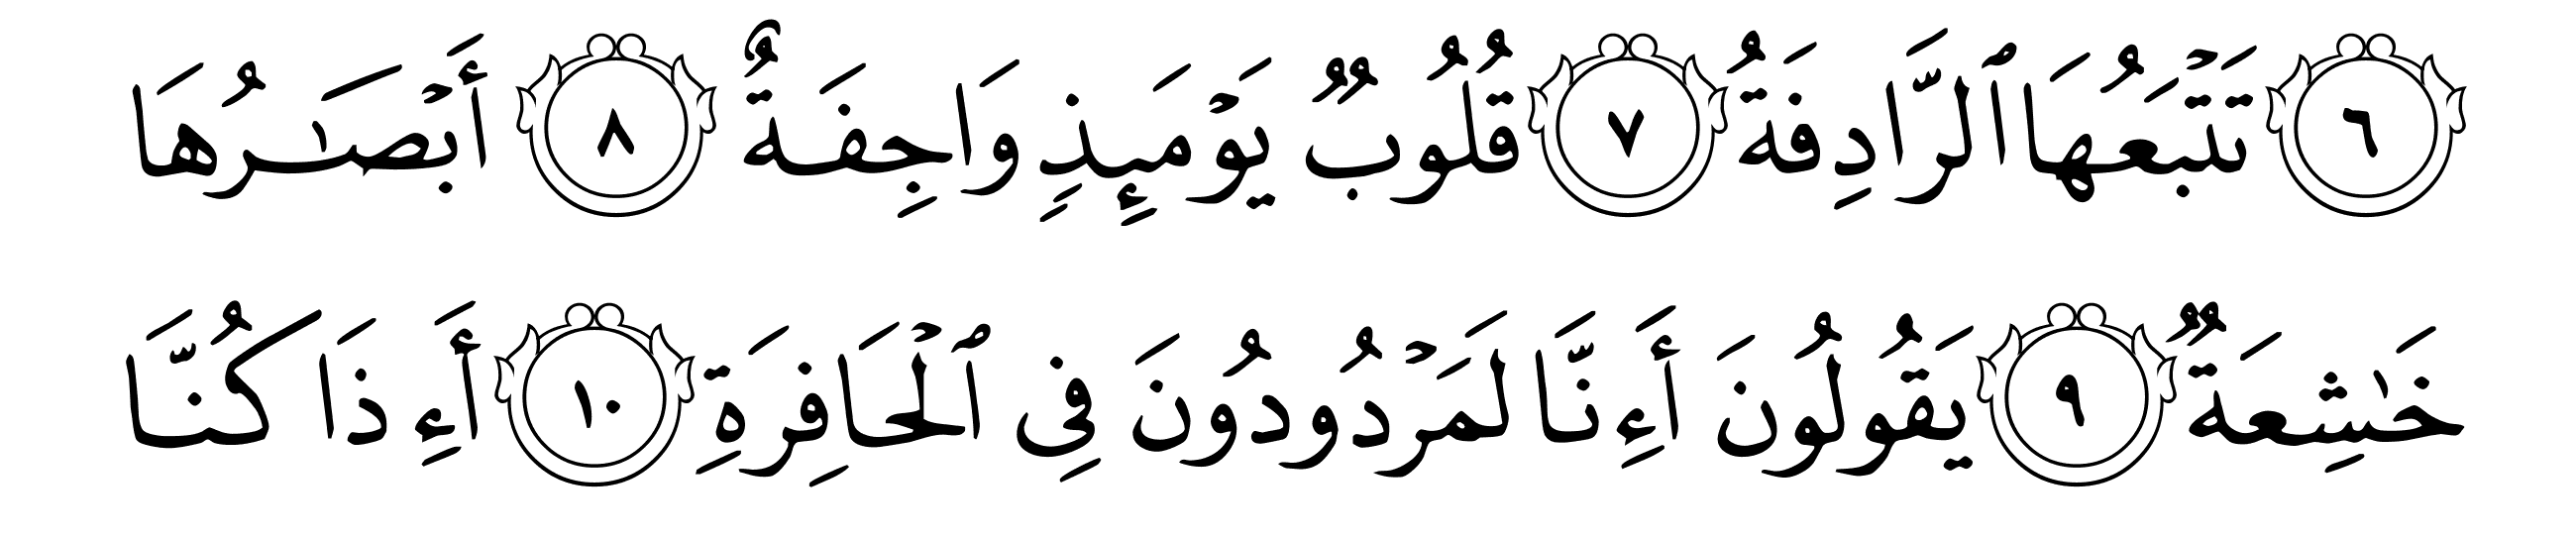 ٦ تَتۡبَعُهَا ٱلرَّادِفَةُ ٧ قُلُوبٌ يَوۡمَئِذٖ وَاجِفَةٌ ٨ أَبۡصَٰرُهَا
خَٰشِعَةٞ ٩ يَقُولُونَ أَءِنَّا لَمَرۡدُودُونَ فِي ٱلۡحَافِرَةِ ١٠ أَءِذَا كُنَّا